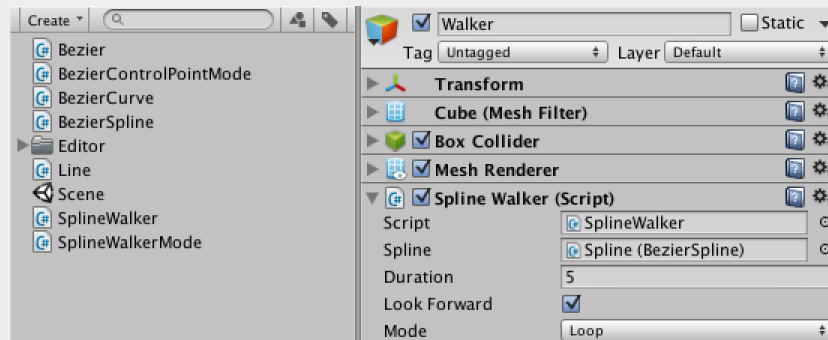 Create
Bezier
BezierControlPointMode
BezierCurve
BezierSpline
Editor
Line
Scene
SplineWalker
SplineWalkerMode
Walker Static
Tag Untagged Layer Default
Transform
Cube (Mesh Filter)
Box Collider
Mesh Renderer
Spline Walker (Script)
Script SplineWalker
Spline Spline (BezierSpline)
Duration 5
Look Forward
Mode Loop